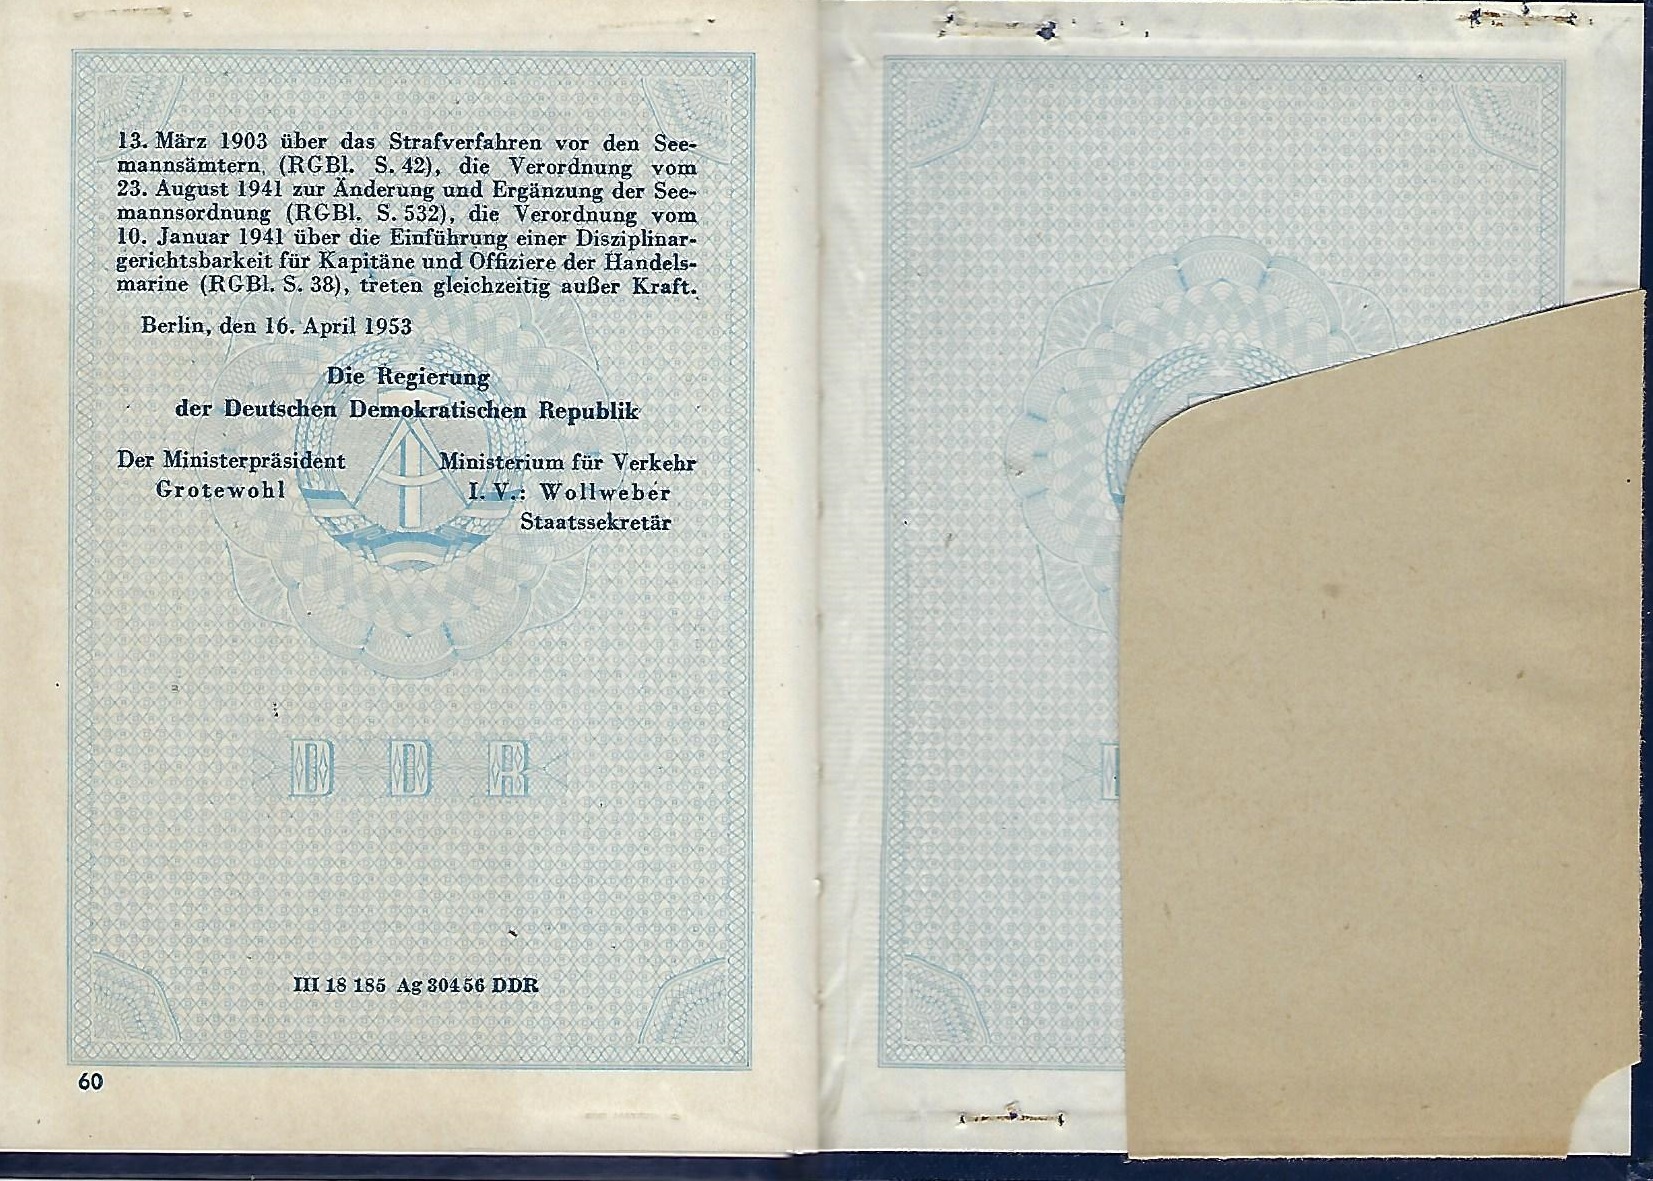 13. März 1903 über das Strafverfahren vor den See-
mannsämtern, (RGBl. S. 42), die Verordnung vom
23. August 1941 zur Änderung und Ergänzung der See-
mannsordnung (RGBl. S. 532), die Verordnung vom
10. Januar 1941 über die Einführung einer Disziplinar-
gerichtsbarkeit für Kapitäne und Offiziere der Handels-
marine (RGBl. S. 38), treten gleichzeitig außer Kraft.
Berlin, den 16. April 1953
Die Regierung
der Deutschen Demokratischen Republik
Der Ministerpräsident
Grotewohl
Ministerium für Verkehr
I. V.: Wollweber
Staatssekretär
DDR
III 18 185 Ag 30456 DDR
60